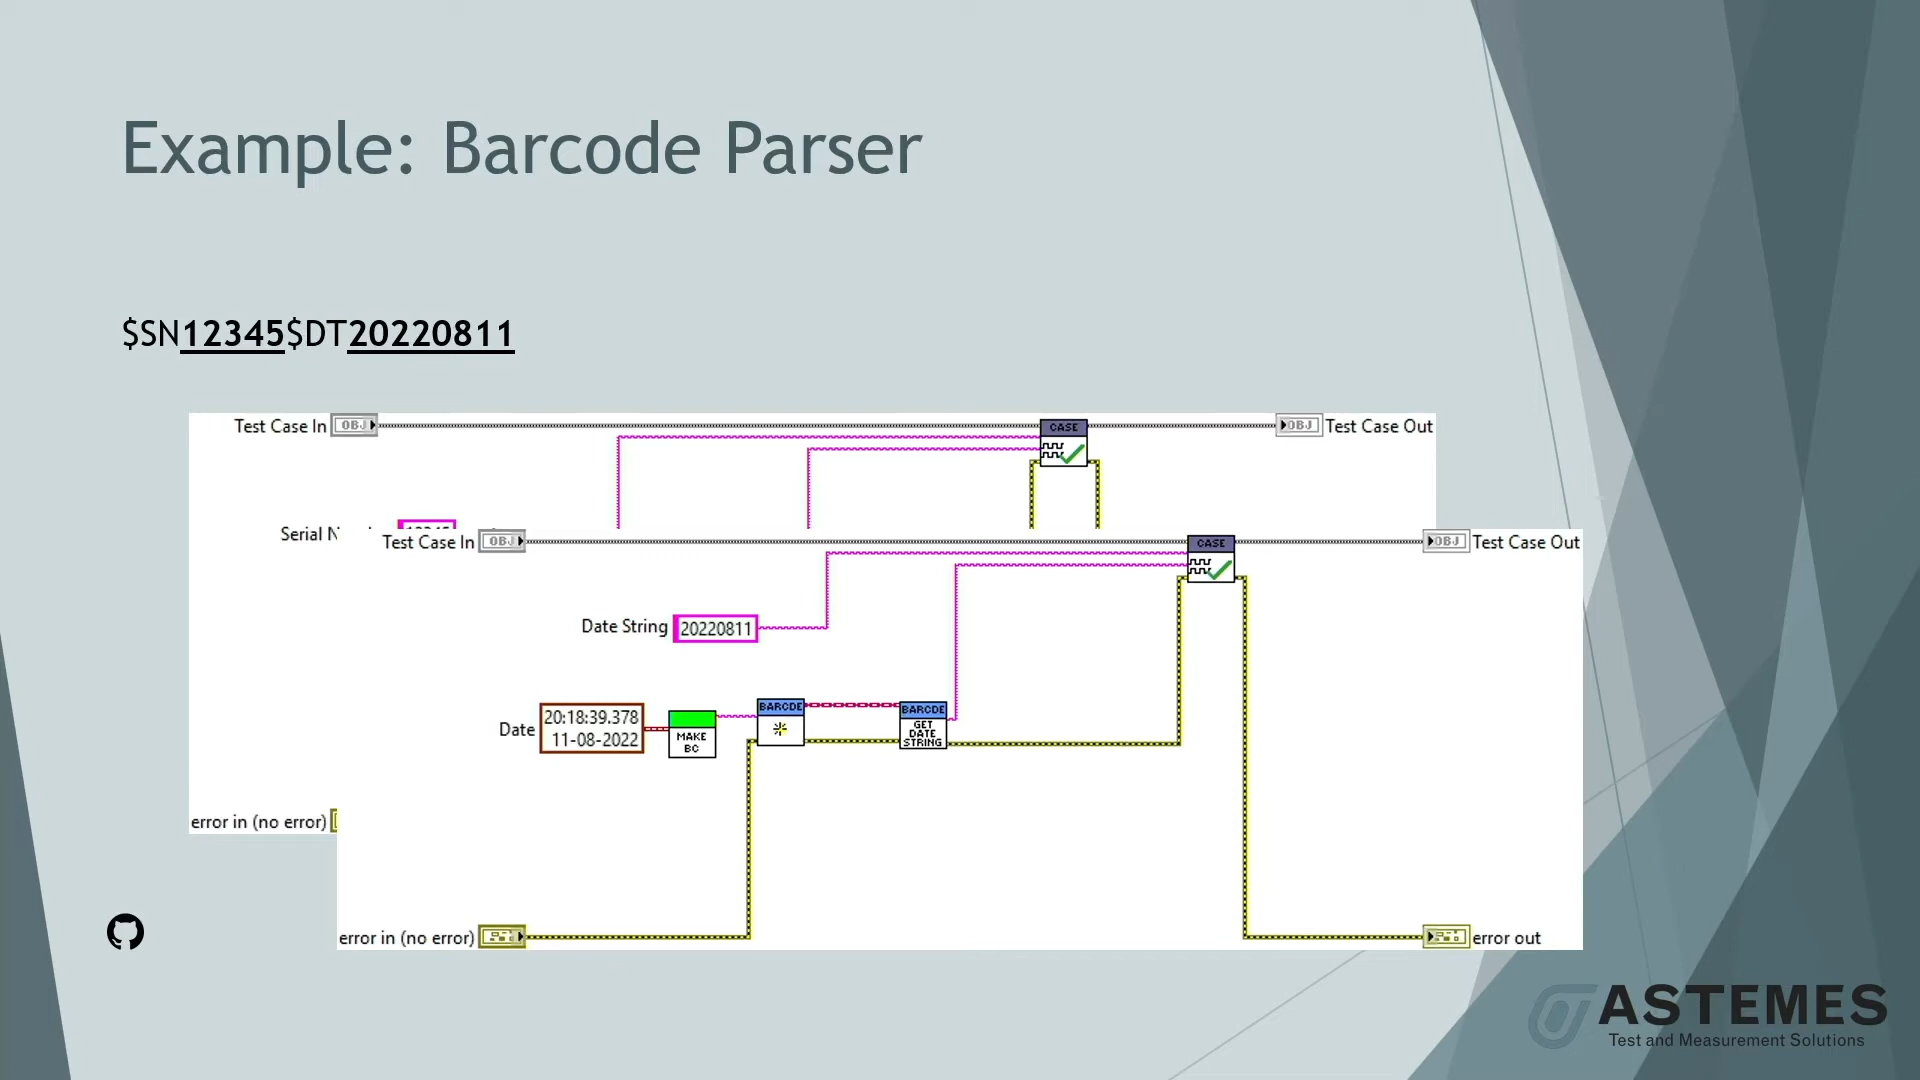 Example: Barcode Parser
$SN12345$DT20220811
Test Case In OBJ
CASE
OBJ Test Case Out
Serial N
Test Case In OBJ
CASE
OBJ Test Case Out
Date String 20220811
Date 20:18:39.378
11-08-2022
MAKE
BC
BARCDE
BARCDE
GET
DATE
STRING
error in (no error)
error in (no error)
error out
ASTEMES
Test and Measurement Solutions